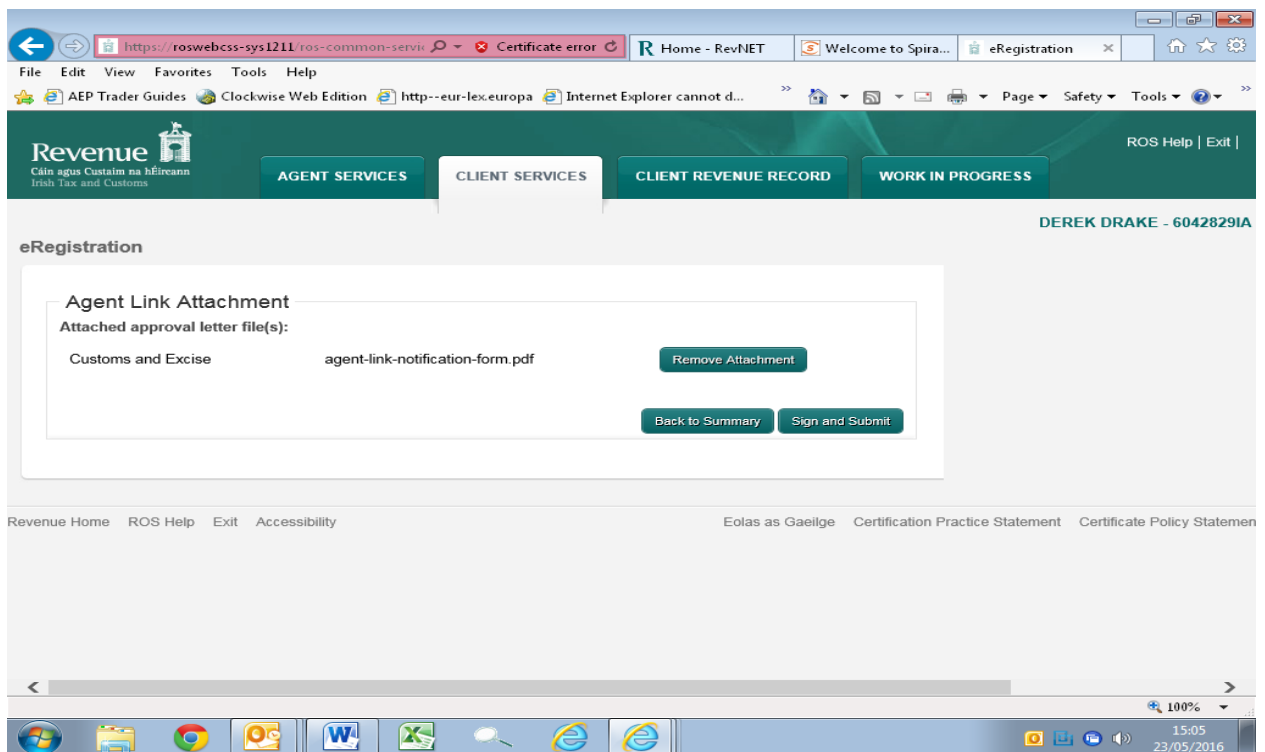 https://roswebcss-sys1211/ros-common-servic Certificate error Home - RevNET Welcome to Spira... eRegistration
File Edit View Favorites Tools Help
AEP Trader Guides Clockwise Web Edition http--eur-lex.europa Internet Explorer cannot d... Page Safety Tools
ROS Help | Exit |
Revenue
Cáin agus Custaim na hÉireann
Irish Tax and Customs
AGENT SERVICES CLIENT SERVICES CLIENT REVENUE RECORD WORK IN PROGRESS
DEREK DRAKE - 6042829IA
eRegistration
Agent Link Attachment
Attached approval letter file(s):
Customs and Excise agent-link-notification-form.pdf Remove Attachment
Back to Summary Sign and Submit
Revenue Home ROS Help Exit Accessibility Eolas as Gaeilge Certification Practice Statement Certificate Policy Statemen
100%
15:05
23/05/2016